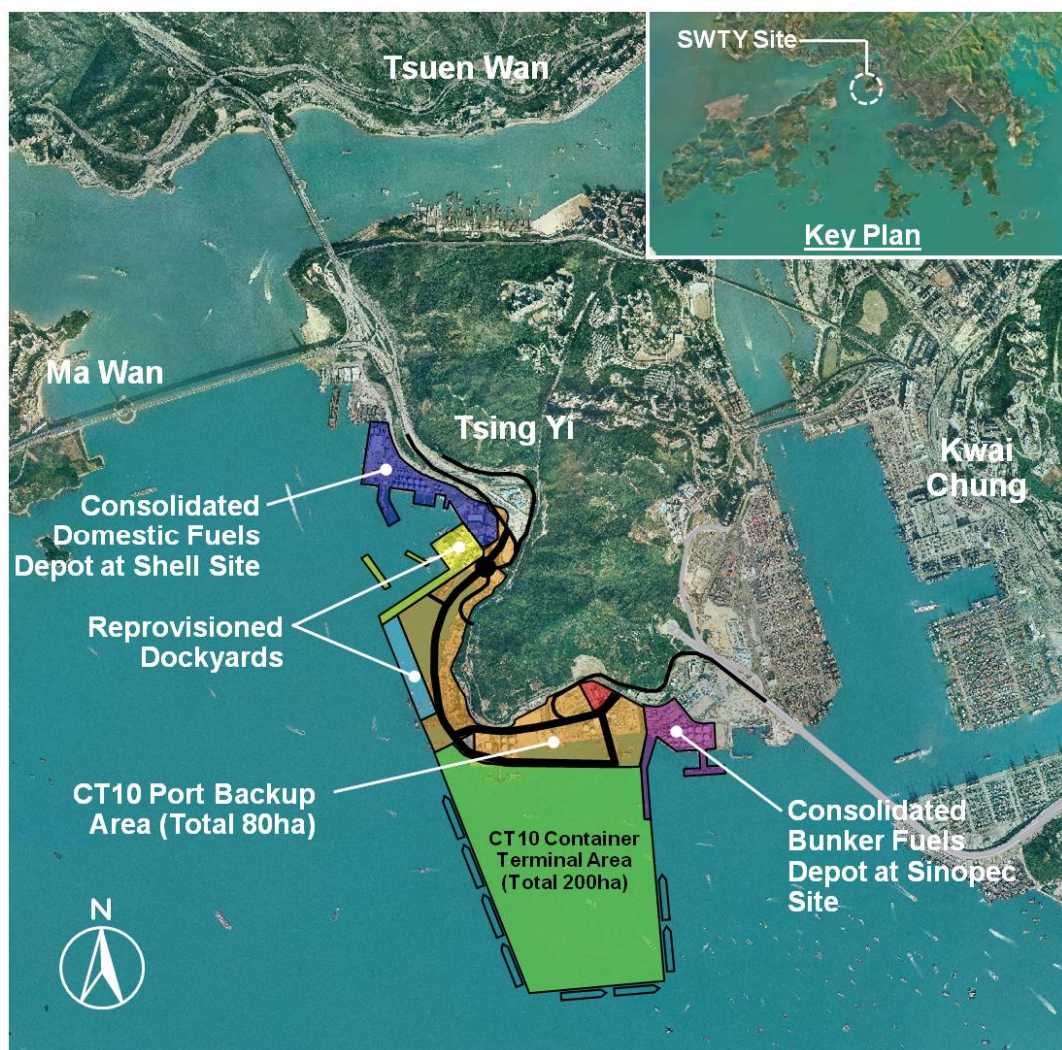 Tsuen Wan
SWTY Site
Key Plan
Ma Wan
Tsing Yi
Kwai
Chung
Consolidated
Domestic Fuels
Depot at Shell Site
Reprovisioned
Dockyards
CT10 Port Backup
Area (Total 80ha)
CT10 Container
Terminal Area
(Total 200ha)
Consolidated
Bunker Fuels
Depot at Sinopec
Site
N